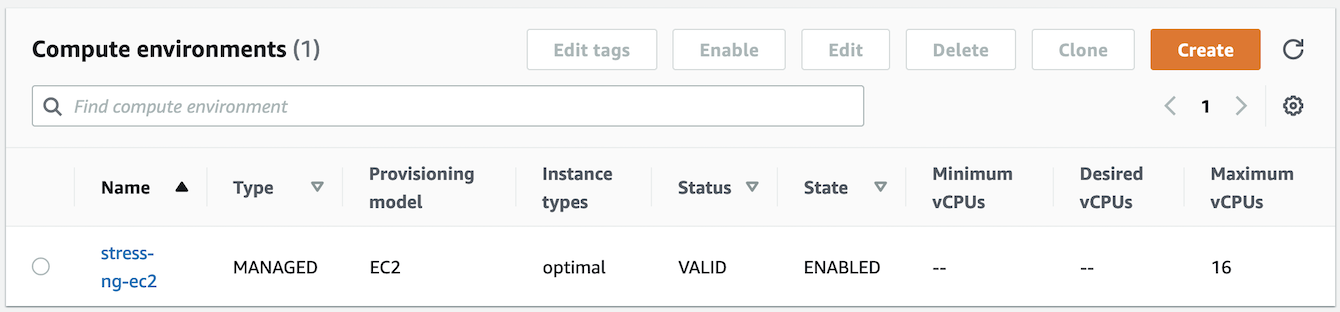 Compute environments (1)
Edit tags
Enable
Edit
Delete
Clone
Create
Find compute environment
1
Name
Type
Provisioning
model
Instance
types
Status
State
Minimum
vCPUs
Desired
vCPUs
Maximum
vCPUs
stress-
ng-ec2
MANAGED
EC2
optimal
VALID
ENABLED
--
--
16